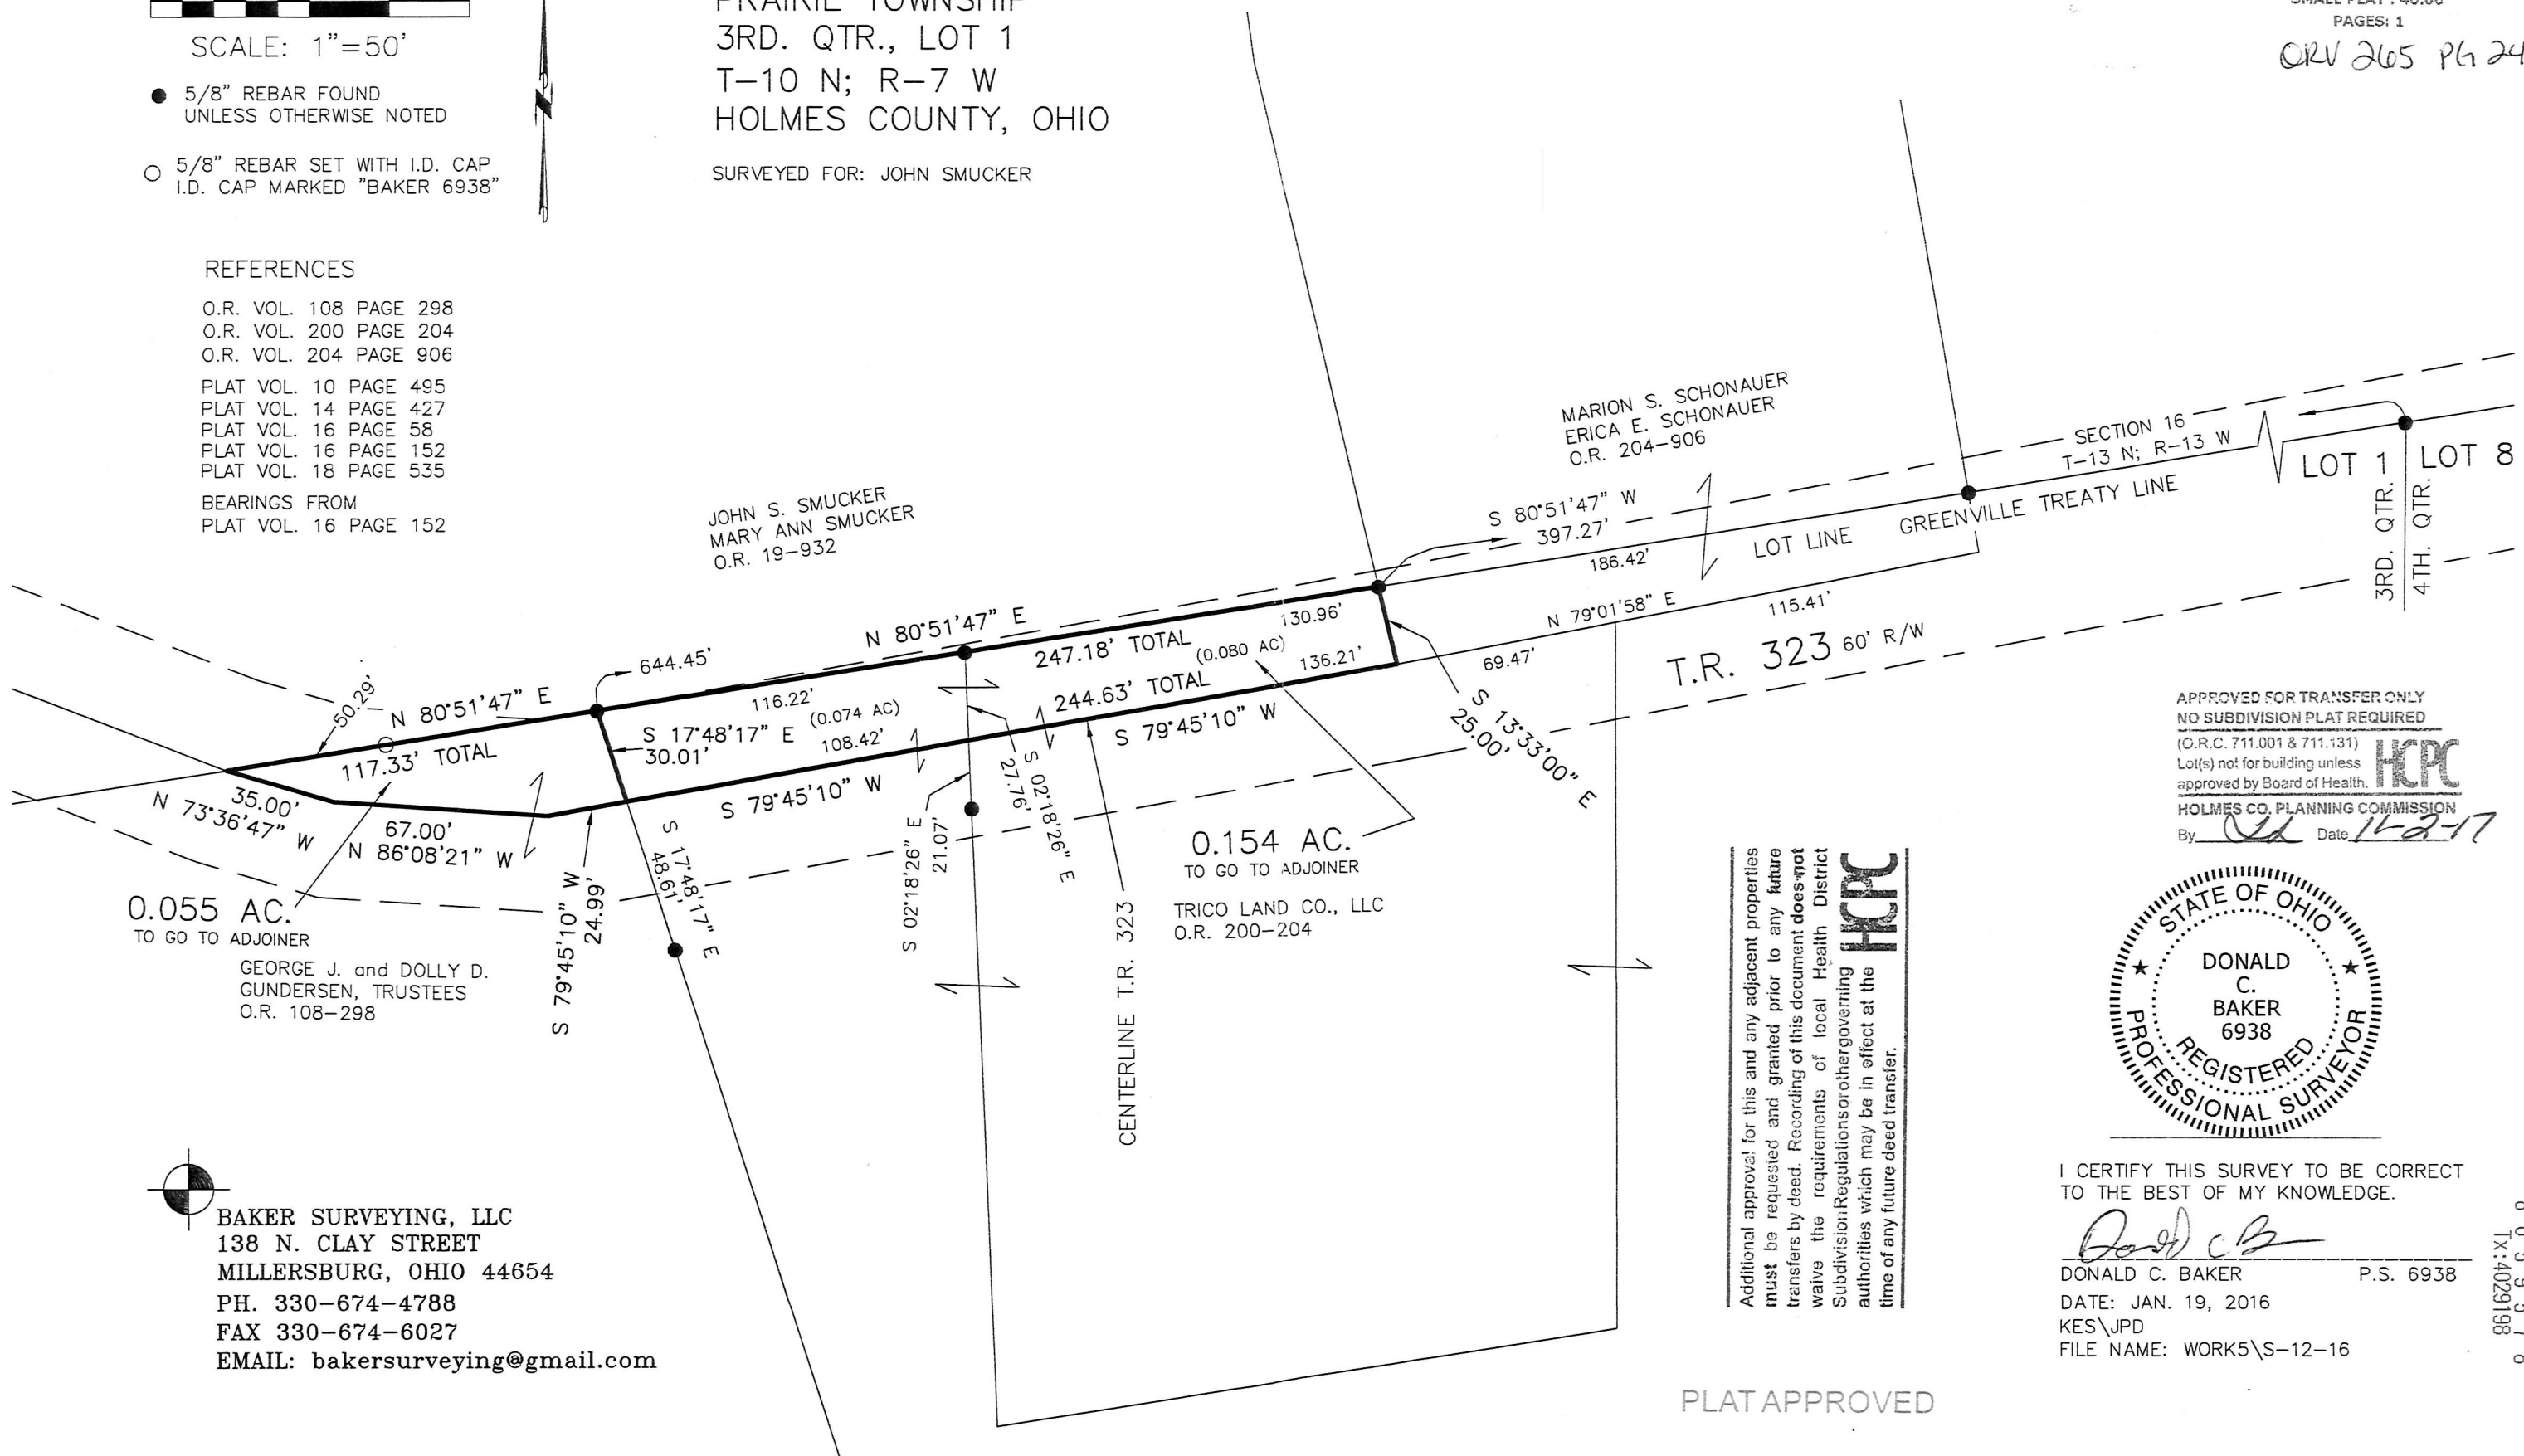 SCALE: 1"=50'
5/8" REBAR FOUND
UNLESS OTHERWISE NOTED
5/8" REBAR SET WITH I.D. CAP
I.D. CAP MARKED "BAKER 6938"
PRAIRIE TOWNSHIP
3RD. QTR., LOT 1
T-10 N; R-7 W
HOLMES COUNTY, OHIO
SURVEYED FOR: JOHN SMUCKER
PAGES: 1
ORV 265 PG 24
REFERENCES
O.R. VOL. 108 PAGE 298
O.R. VOL. 200 PAGE 204
O.R. VOL. 204 PAGE 906
PLAT VOL. 10 PAGE 495
PLAT VOL. 14 PAGE 427
PLAT VOL. 16 PAGE 58
PLAT VOL. 16 PAGE 152
PLAT VOL. 18 PAGE 535
BEARINGS FROM
PLAT VOL. 16 PAGE 152
JOHN S. SMUCKER
MARY ANN SMUCKER
O.R. 19-932
MARION S. SCHONAUER
ERICA E. SCHONAUER
O.R. 204-906
SECTION 16
T-13 N; R-13 W
LOT 1
LOT 8
3RD. QTR.
4TH. QTR.
GREENVILLE TREATY LINE
LOT LINE
S 80°51'47" W
397.27'
186.42'
N 79°01'58" E
115.41'
69.47'
T.R. 323 60' R/W
N 80°51'47" E
247.18' TOTAL
130.96'
(0.080 AC)
136.21'
244.63' TOTAL
S 79°45'10" W
S 13°33'00" E
25.00'
644.45'
116.22'
S 17°48'17" E
(0.074 AC)
30.01'
108.42'
S 79°45'10" W
50.29'
N 80°51'47" E
117.33' TOTAL
35.00'
N 73°36'47" W
67.00'
N 86°08'21" W
S 79°45'10" W
24.99'
S 17°48'17" E
48.61'
S 02°18'26" E
21.07'
S 02°18'26" E
27.76'
0.055 AC.
TO GO TO ADJOINER
GEORGE J. and DOLLY D.
GUNDERSEN, TRUSTEES
O.R. 108-298
0.154 AC.
TO GO TO ADJOINER
TRICO LAND CO., LLC
O.R. 200-204
CENTERLINE T.R. 323
APPROVED FOR TRANSFER ONLY
NO SUBDIVISION PLAT REQUIRED
(O.R.C. 711.001 & 711.131)
Lot(s) not for building unless
approved by Board of Health.
HCPC
HOLMES CO. PLANNING COMMISSION
By Date 11-2-17
Additional approval for this and any adjacent properties
must be requested and granted prior to any future
transfers by deed. Recording of this document does not
waive the requirements of local Health District
Subdivision Regulations or other governing
authorities which may be in effect at the
time of any future deed transfer.
HCPC
STATE OF OHIO
DONALD
C.
BAKER
6938
REGISTERED
PROFESSIONAL SURVEYOR
I CERTIFY THIS SURVEY TO BE CORRECT
TO THE BEST OF MY KNOWLEDGE.
DONALD C. BAKER P.S. 6938
DATE: JAN. 19, 2016
KES\JPD
FILE NAME: WORK5\S-12-16
Tx:4029198
BAKER SURVEYING, LLC
138 N. CLAY STREET
MILLERSBURG, OHIO 44654
PH. 330-674-4788
FAX 330-674-6027
EMAIL: bakersurveying@gmail.com
PLAT APPROVED